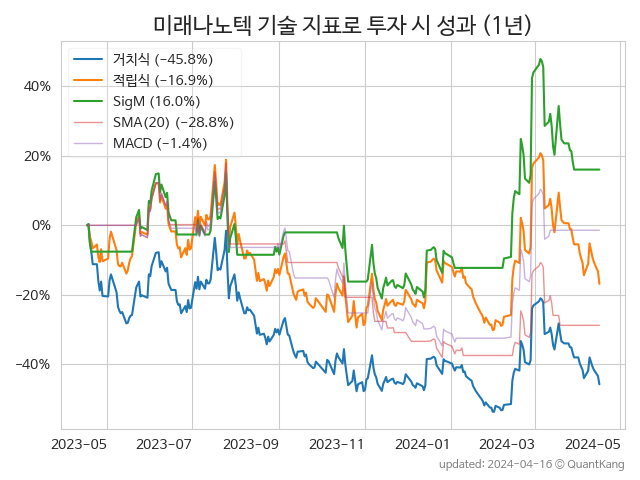 미래나노텍 기술 지표로 투자 시 성과 (1년)
거치식 (−45.8%)
적립식 (−16.9%)
SigM (16.0%)
SMA(20) (−28.8%)
MACD (−1.4%)
40%
20%
0%
−20%
−40%
2023−05 2023−07 2023−09 2023−11 2024−01 2024−03 2024−05
updated: 2024−04−16 © QuantKang